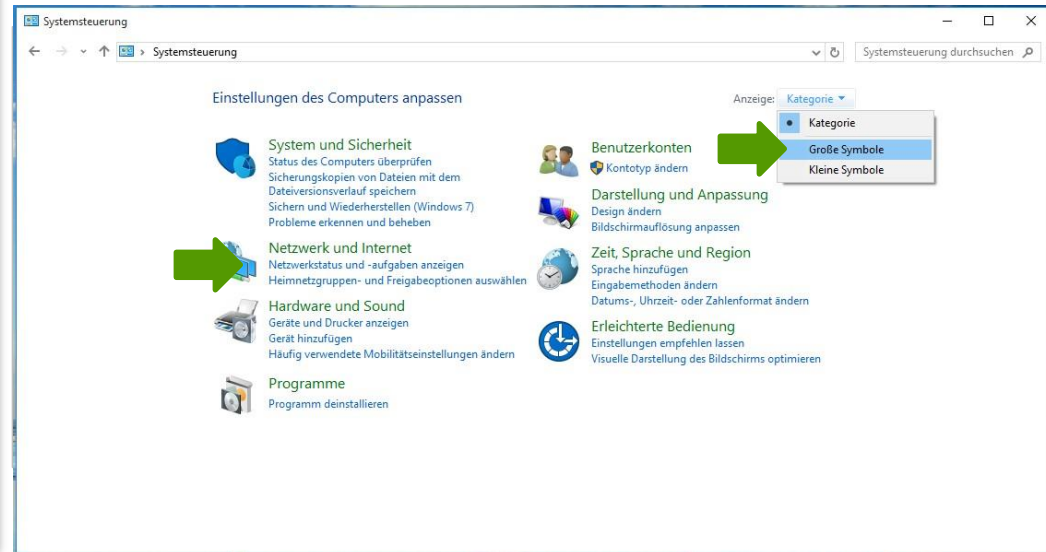 Systemsteuerung
Systemsteuerung
Systemsteuerung durchsuchen
Einstellungen des Computers anpassen
Anzeige: Kategorie
Kategorie
Große Symbole
Kleine Symbole
System und Sicherheit
Status des Computers überprüfen
Sicherungskopien von Dateien mit dem
Dateiversionsverlauf speichern
Sichern und Wiederherstellen (Windows 7)
Probleme erkennen und beheben
Netzwerk und Internet
Netzwerkstatus und -aufgaben anzeigen
Heimnetzgruppen- und Freigabeoptionen auswählen
Hardware und Sound
Geräte und Drucker anzeigen
Gerät hinzufügen
Häufig verwendete Mobilitätseinstellungen ändern
Programme
Programm deinstallieren
Benutzerkonten
Kontotyp ändern
Darstellung und Anpassung
Design ändern
Bildschirmauflösung anpassen
Zeit, Sprache und Region
Sprache hinzufügen
Eingabemethoden ändern
Datums-, Uhrzeit- oder Zahlenformat ändern
Erleichterte Bedienung
Einstellungen empfehlen lassen
Visuelle Darstellung des Bildschirms optimieren